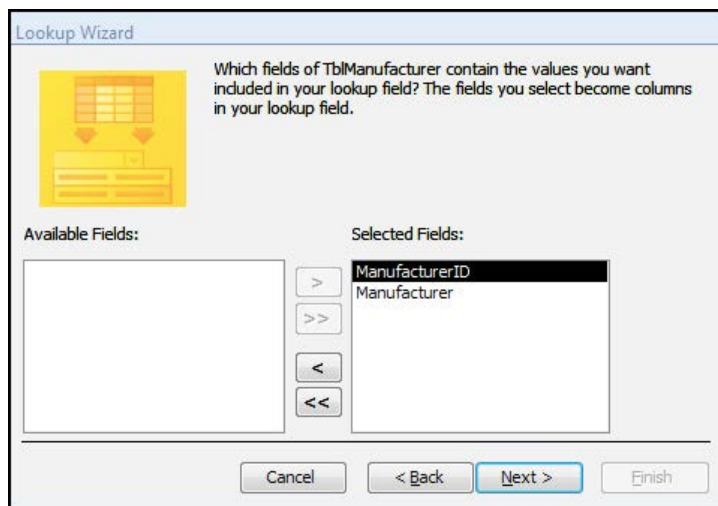 Lookup Wizard
Which fields of TblManufacturer contain the values you want
included in your lookup field? The fields you select become columns
in your lookup field.
Available Fields:
Selected Fields:
ManufacturerID
Manufacturer
>
>>
<
<<
Cancel
< Back
Next >
Finish